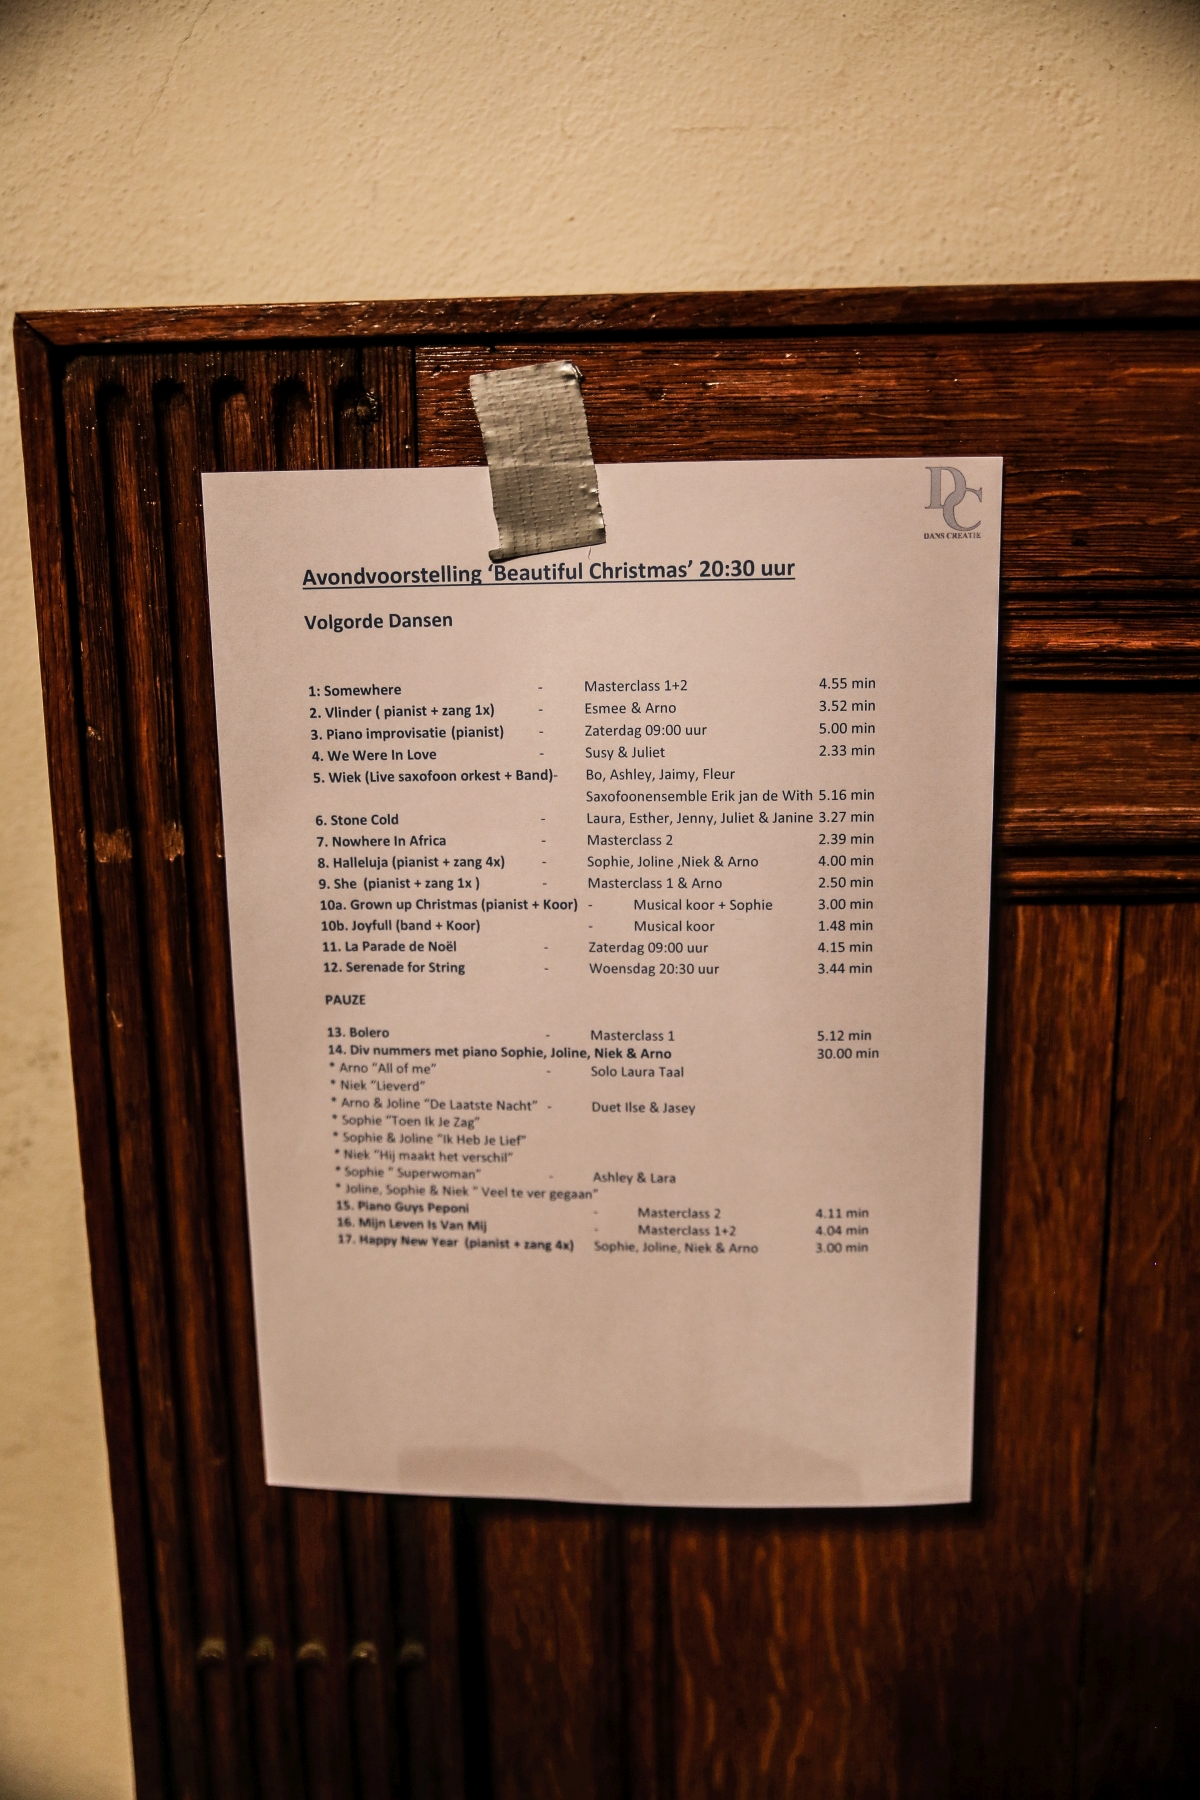 DC
DANS CREATIE
Avondvoorstelling ‘Beautiful Christmas’ 20:30 uur
Volgorde Dansen
1: Somewhere - Masterclass 1+2 4.55 min
2. Vlinder ( pianist + zang 1x) - Esmee & Arno 3.52 min
3. Piano improvisatie (pianist) - Zaterdag 09:00 uur 5.00 min
4. We Were In Love - Susy & Juliet 2.33 min
5. Wiek (Live saxofoon orkest + Band)- Bo, Ashley, Jaimy, Fleur
Saxofoonensemble Erik jan de With 5.16 min
6. Stone Cold - Laura, Esther, Jenny, Juliet & Janine 3.27 min
7. Nowhere In Africa - Masterclass 2 2.39 min
8. Halleluja (pianist + zang 4x) - Sophie, Joline ,Niek & Arno 4.00 min
9. She (pianist + zang 1x ) - Masterclass 1 & Arno 2.50 min
10a. Grown up Christmas (pianist + Koor) - Musical koor + Sophie 3.00 min
10b. Joyfull (band + Koor) - Musical koor 1.48 min
11. La Parade de Noël - Zaterdag 09:00 uur 4.15 min
12. Serenade for String - Woensdag 20:30 uur 3.44 min
PAUZE
13. Bolero - Masterclass 1 5.12 min
14. Div nummers met piano Sophie, Joline, Niek & Arno 30.00 min
* Arno “All of me” - Solo Laura Taal
* Niek “Lieverd”
* Arno & Joline “De Laatste Nacht” - Duet Ilse & Jasey
* Sophie “Toen Ik Je Zag”
* Sophie & Joline “Ik Heb Je Lief”
* Niek “Hij maakt het verschil”
* Sophie “ Superwoman” - Ashley & Lara
* Joline, Sophie & Niek “ Veel te ver gegaan”
15. Piano Guys Peponi - Masterclass 2 4.11 min
16. Mijn Leven Is Van Mij - Masterclass 1+2 4.04 min
17. Happy New Year (pianist + zang 4x) Sophie, Joline, Niek & Arno 3.00 min